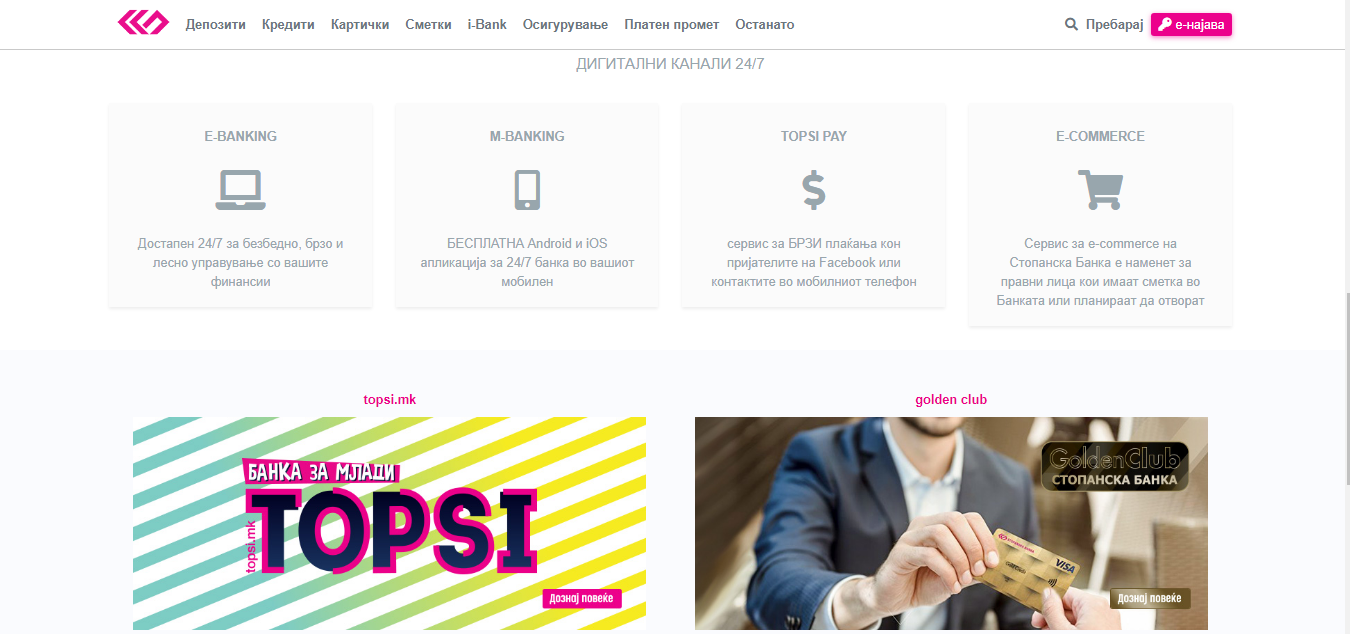 Депозити Кредити Картички Сметки i-Bank Осигурување Платен промет Останато Пребарај е-најава
ДИГИТАЛНИ КАНАЛИ 24/7
E-BANKING
Достапен 24/7 за безбедно, брзо и
лесно управување со вашите
финансии
M-BANKING
БЕСПЛАТНА Android и iOS
апликација за 24/7 банка во вашиот
мобилен
TOPSI PAY
сервис за БРЗИ плаќања кон
пријателите на Facebook или
контактите во мобилниот телефон
E-COMMERCE
Сервис за e-commerce на
Стопанска Банка е наменет за
правни лица кои имаат сметка во
Банката или планираат да отворат
topsi.mk
БАНКА ЗА МЛАДИ
TOPSI
topsi.mk
Дознај повеќе
golden club
GoldenClub
СТОПАНСКА БАНКА
VISA
Дознај повеќе